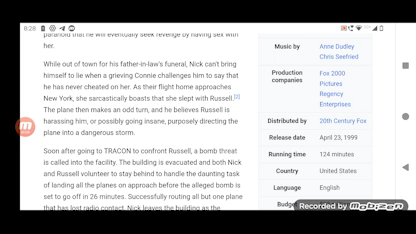 8:28
paranoid that he will eventually seek revenge by having sex with
her.
While out of town for his father-in-law's funeral, Nick can't bring
himself to lie when a grieving Connie challenges him to say that
he has never cheated on her. As their flight home approaches
New York, she sarcastically boasts that she slept with Russell.[2]
The plane then makes an odd turn, and he believes Russell is
harassing him, or possibly going insane, purposely directing the
plane into a dangerous storm.
Soon after going to TRACON to confront Russell, a bomb threat
is called into the facility. The building is evacuated and both Nick
and Russell volunteer to stay behind to handle the daunting task
of landing all the planes on approach before the alleged bomb is
set to go off in 26 minutes. Successfully routing all but one plane
that has lost radio contact, Nick leaves the building as the
Music by
Anne Dudley
Chris Seefried
Production companies
Fox 2000
Pictures
Regency
Enterprises
Distributed by
20th Century Fox
Release date
April 23, 1999
Running time
124 minutes
Country
United States
Language
English
Recorded by mobizen